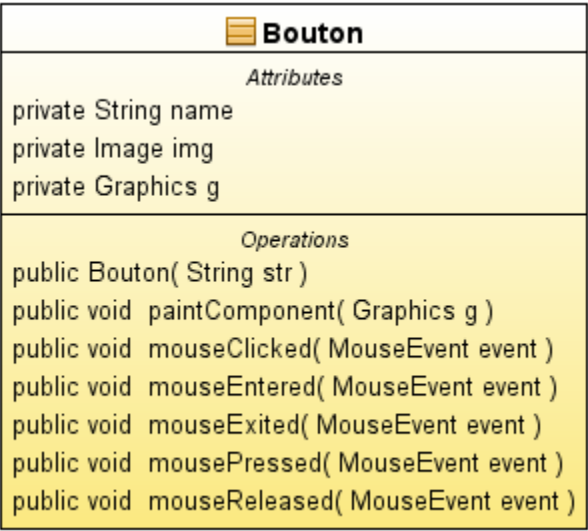 Bouton
Attributes
private String name
private Image img
private Graphics g
Operations
public Bouton( String str )
public void paintComponent( Graphics g )
public void mouseClicked( MouseEvent event )
public void mouseEntered( MouseEvent event )
public void mouseExited( MouseEvent event )
public void mousePressed( MouseEvent event )
public void mouseReleased( MouseEvent event )